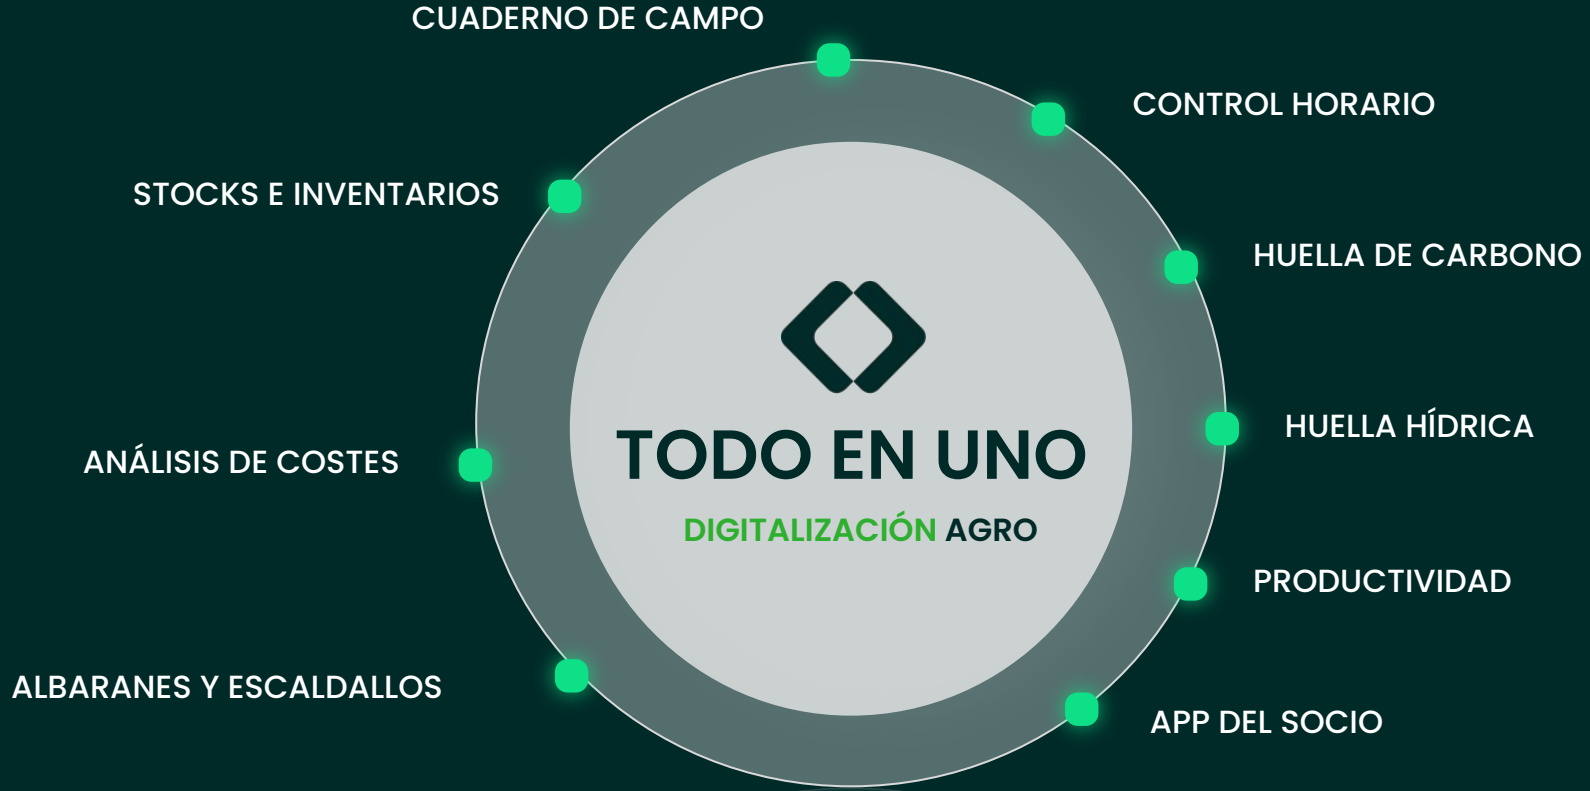 CUADERNO DE CAMPO
CONTROL HORARIO
STOCKS E INVENTARIOS
HUELLA DE CARBONO
TODO EN UNO
DIGITALIZACIÓN AGRO
HUELLA HÍDRICA
ANÁLISIS DE COSTES
PRODUCTIVIDAD
ALBARANES Y ESCALDALLOS
APP DEL SOCIO